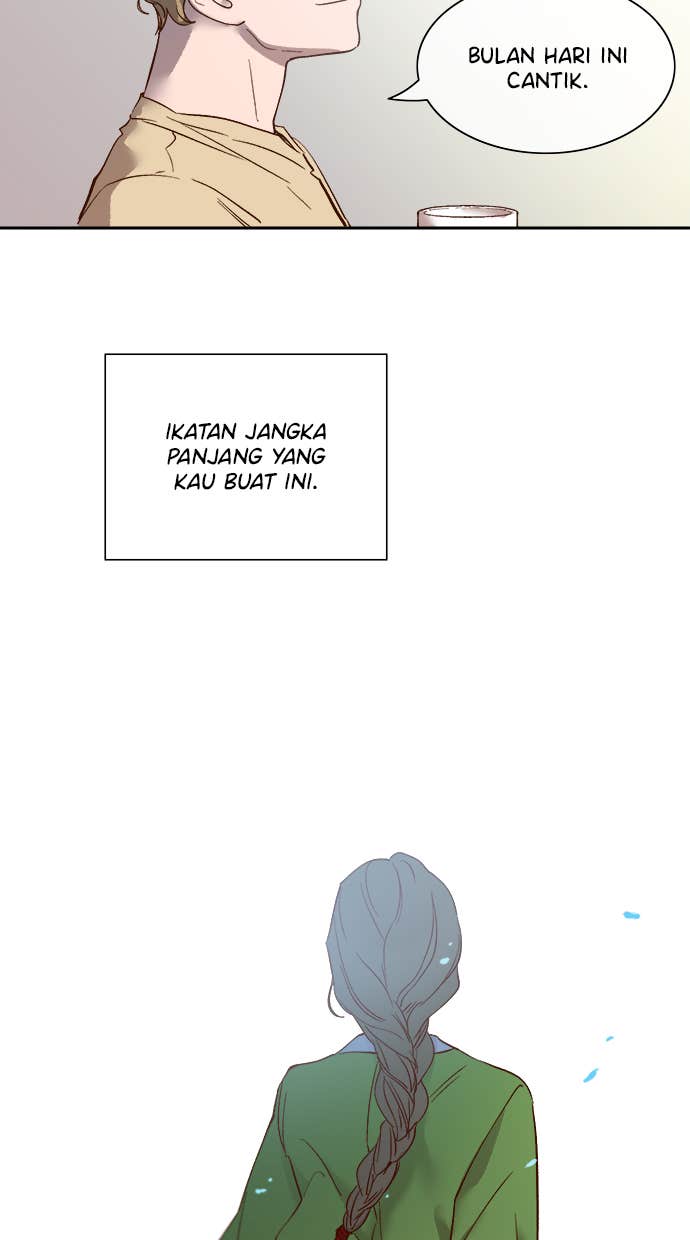 BULAN HARI INI
CANTIK.
IKATAN JANGKA
PANJANG YANG
KAU BUAT INI.